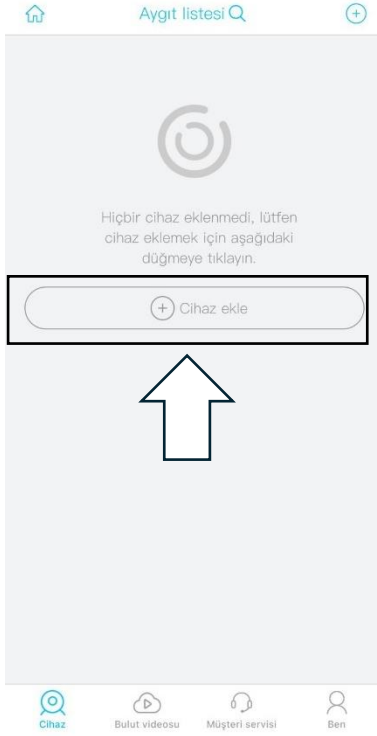 Aygıt listesi
Hiçbir cihaz eklenmedi, lütfen
cihaz eklemek için aşağıdaki
düğmeye tıklayın.
Cihaz ekle
Cihaz
Bulut videosu
Müşteri servisi
Ben